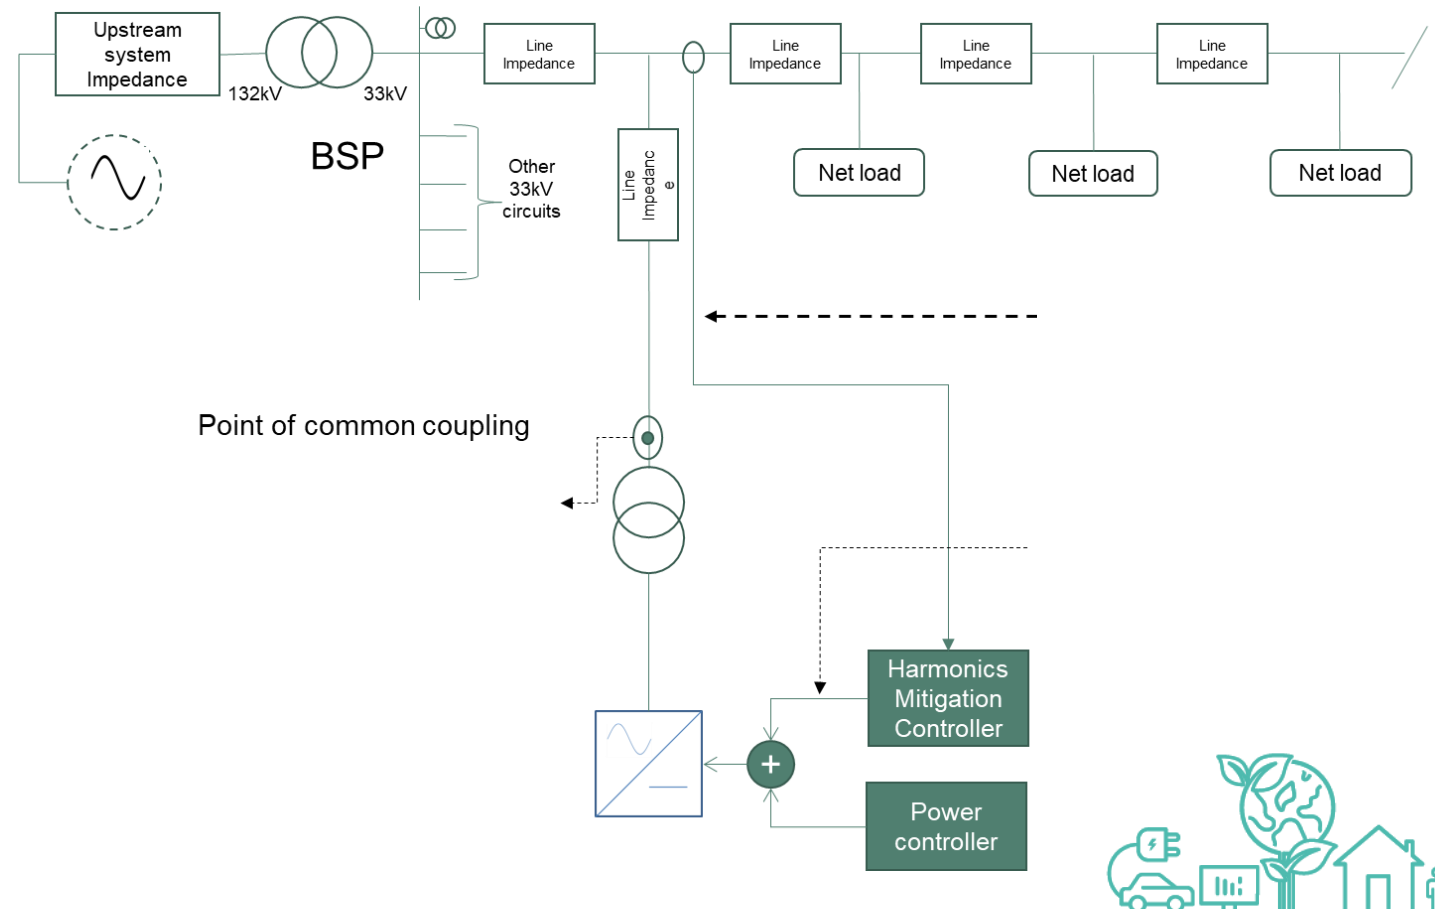 Upstream
system
Impedance
132kV
33kV
BSP
Other
33kV
circuits
Line
Impedance
Line
Impedance
Line
Impedance
Line
Impedance
Line
Impedanc
e
Net load
Net load
Net load
Point of common coupling
Harmonics
Mitigation
Controller
+
Power
controller